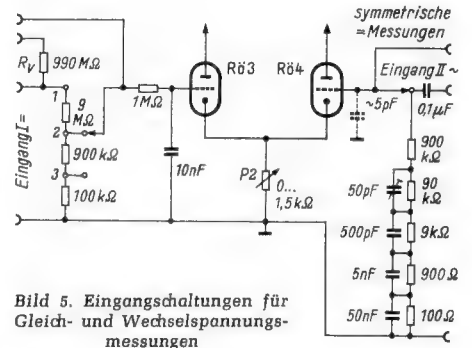 symmetrische
= Messungen
R_V 990 MΩ
Rö3
Rö4
Eingang II ~
0,1 µF
~5pF
1
9
MΩ
1MΩ
2
900 kΩ
3
100 kΩ
Eingang I =
10nF
P2
0...
1,5 kΩ
900
kΩ
50pF
90
kΩ
500pF
9kΩ
5nF
900Ω
50nF
100Ω
Bild 5. Eingangschaltungen für
Gleich- und Wechselspannungs-
messungen